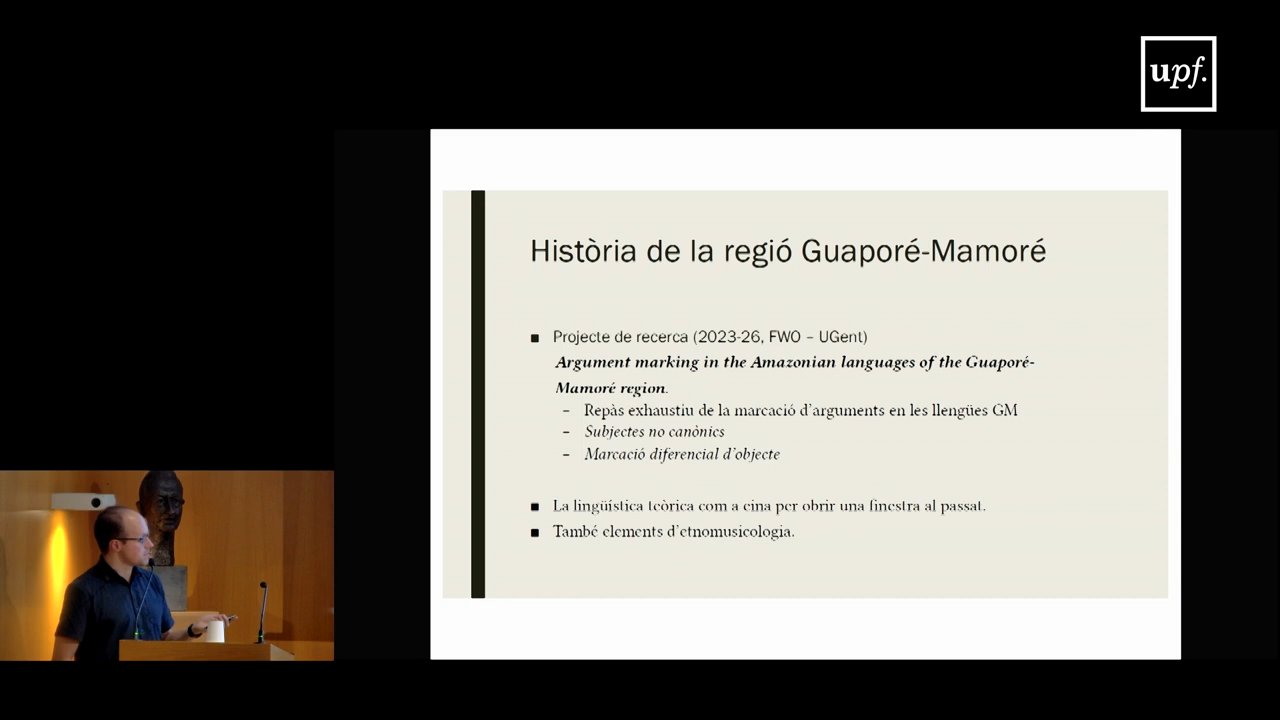 upf.
Història de la regió Guaporé-Mamoré
■ Projecte de recerca (2023-26, FWO – UGent)
Argument marking in the Amazonian languages of the Guaporé-
Mamoré region.
– Repàs exhaustiu de la marcació d'arguments en les llengües GM
– Subjectes no canònics
– Marcació diferencial d'objecte
■ La lingüística teòrica com a eina per obrir una finestra al passat.
■ També elements d'etnomusicologia.